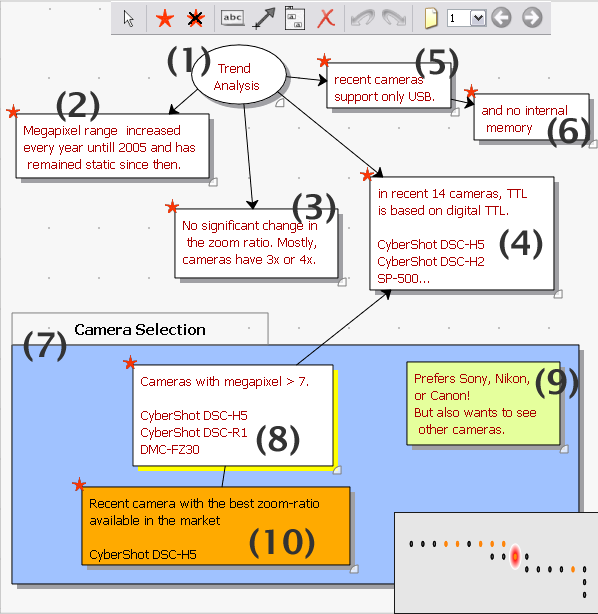 abc
1
(1)
Trend
Analysis
(5)
recent cameras
support only USB.
and no internal
memory
(6)
(2)
Megapixel range increased
every year untill 2005 and has
remained static since then.
(3)
No significant change in
the zoom ratio. Mostly,
cameras have 3x or 4x.
in recent 14 cameras, TTL
is based on digital TTL.
CyberShot DSC-H5
CyberShot DSC-H2
SP-500...
(4)
(7)
Camera Selection
Cameras with megapixel > 7.
CyberShot DSC-H5
CyberShot DSC-R1
DMC-FZ30
(8)
Prefers Sony, Nikon,
or Canon!
But also wants to see
other cameras.
(9)
Recent camera with the best zoom-ratio
available in the market
CyberShot DSC-H5
(10)